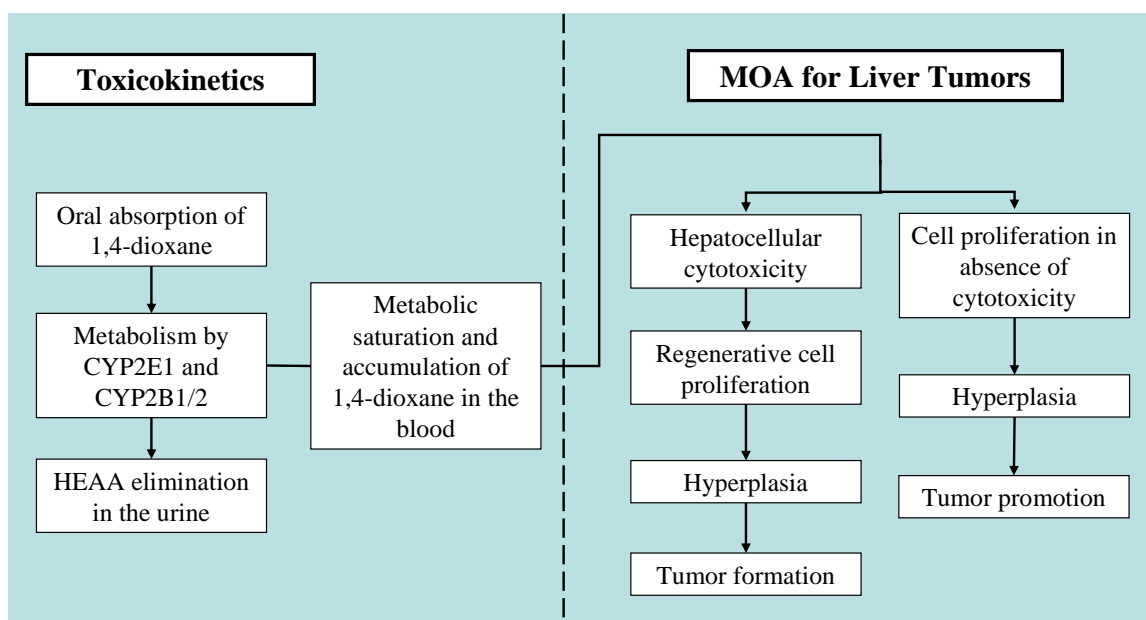 Toxicokinetics
Oral absorption of
1,4-dioxane
Metabolism by
CYP2E1 and
CYP2B1/2
HEAA elimination
in the urine
Metabolic
saturation and
accumulation of
1,4-dioxane in the
blood
MOA for Liver Tumors
Hepatocellular
cytotoxicity
Regenerative cell
proliferation
Hyperplasia
Tumor formation
Cell proliferation in
absence of
cytotoxicity
Hyperplasia
Tumor promotion